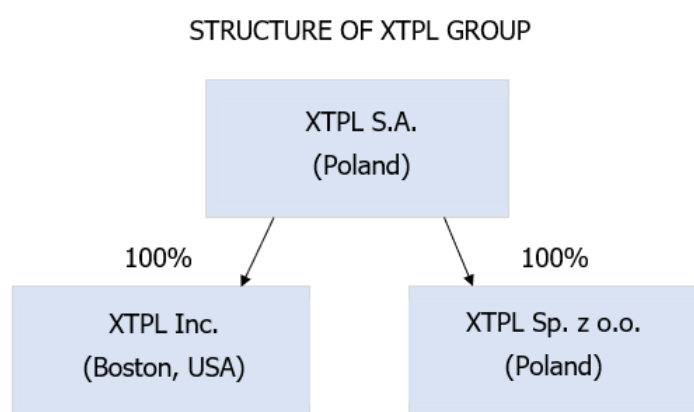 STRUCTURE OF XTPL GROUP
XTPL S.A.
(Poland)
100%
100%
XTPL Inc.
(Boston, USA)
XTPL Sp. z o.o.
(Poland)